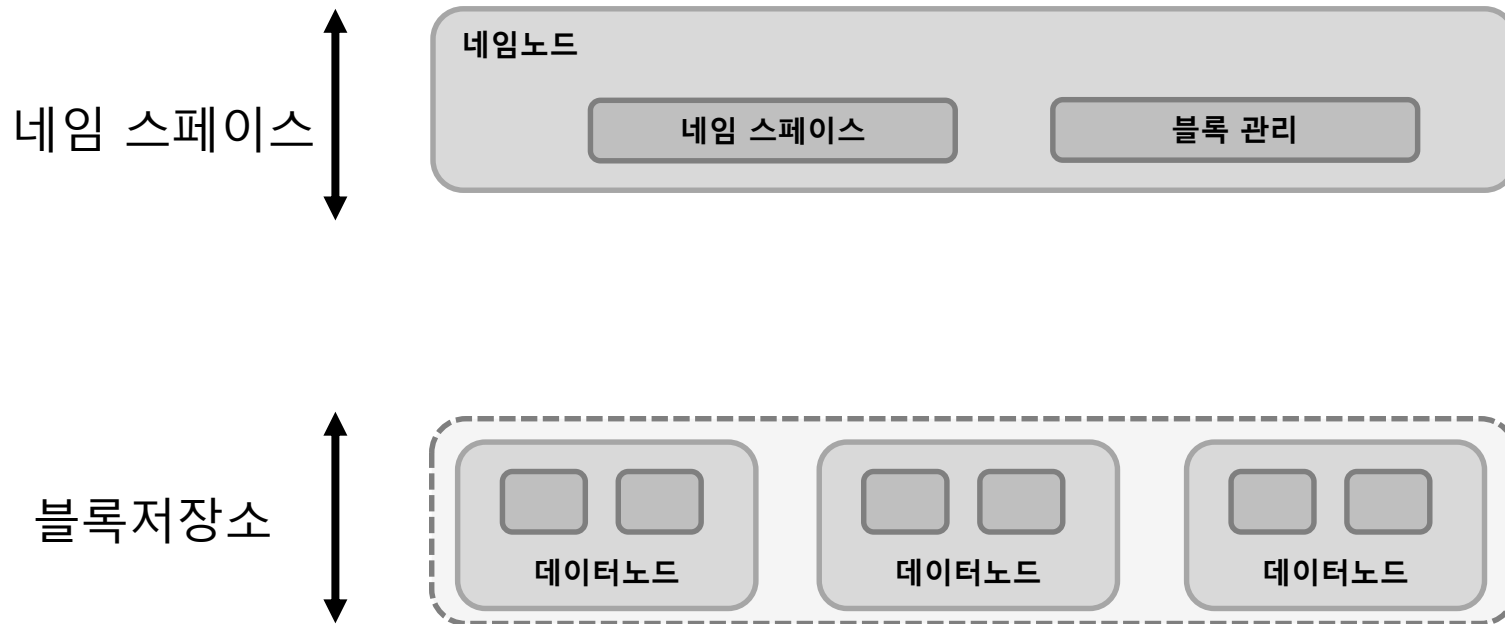 네임노드
네임 스페이스
네임 스페이스
블록 관리
블록저장소
데이터노드
데이터노드
데이터노드